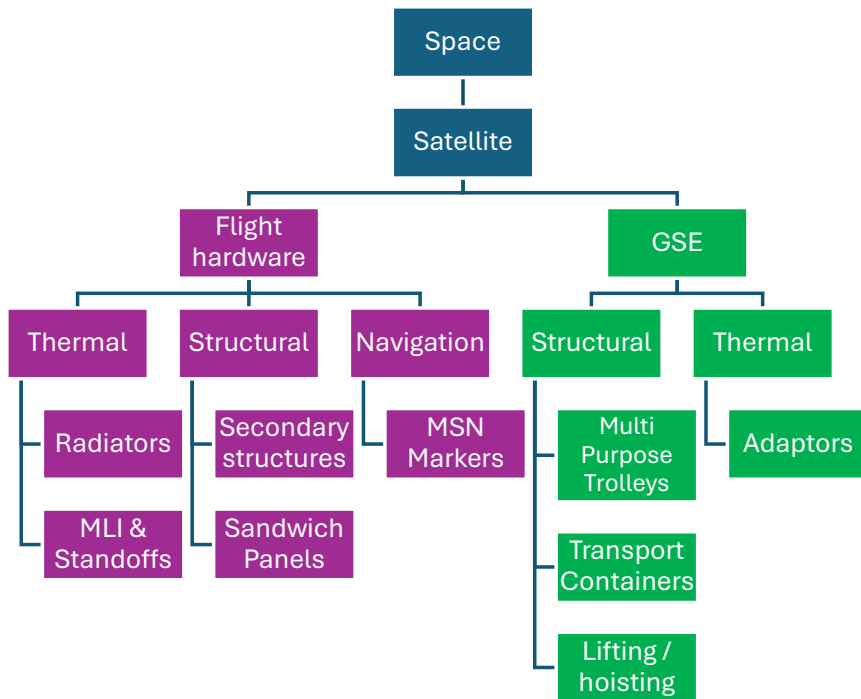 Space
Satellite
Flight
hardware
GSE
Thermal
Structural
Navigation
Structural
Thermal
Radiators
Secondary
structures
MSN
Markers
Multi
Purpose
Trolleys
Adaptors
MLI &
Standoffs
Sandwich
Panels
Transport
Containers
Lifting /
hoisting